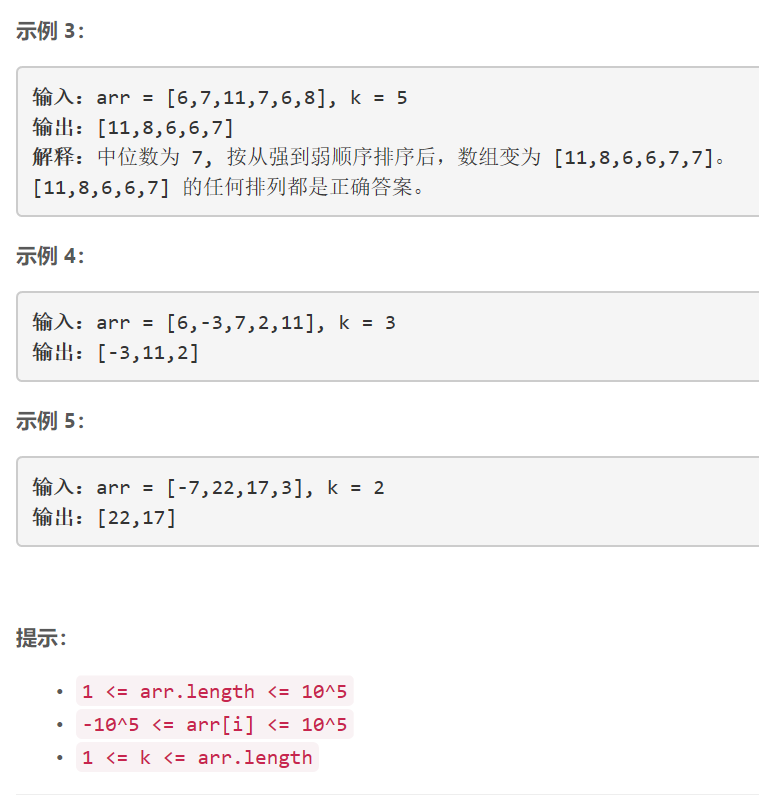 示例 3：
输入：arr = [6,7,11,7,6,8], k = 5
输出：[11,8,6,6,7]
解释：中位数为 7, 按从强到弱顺序排序后，数组变为 [11,8,6,6,7,7]。
[11,8,6,6,7] 的任何排列都是正确答案。
示例 4：
输入：arr = [6,-3,7,2,11], k = 3
输出：[-3,11,2]
示例 5：
输入：arr = [-7,22,17,3], k = 2
输出：[22,17]
提示：
• 1 <= arr.length <= 10^5
• -10^5 <= arr[i] <= 10^5
• 1 <= k <= arr.length